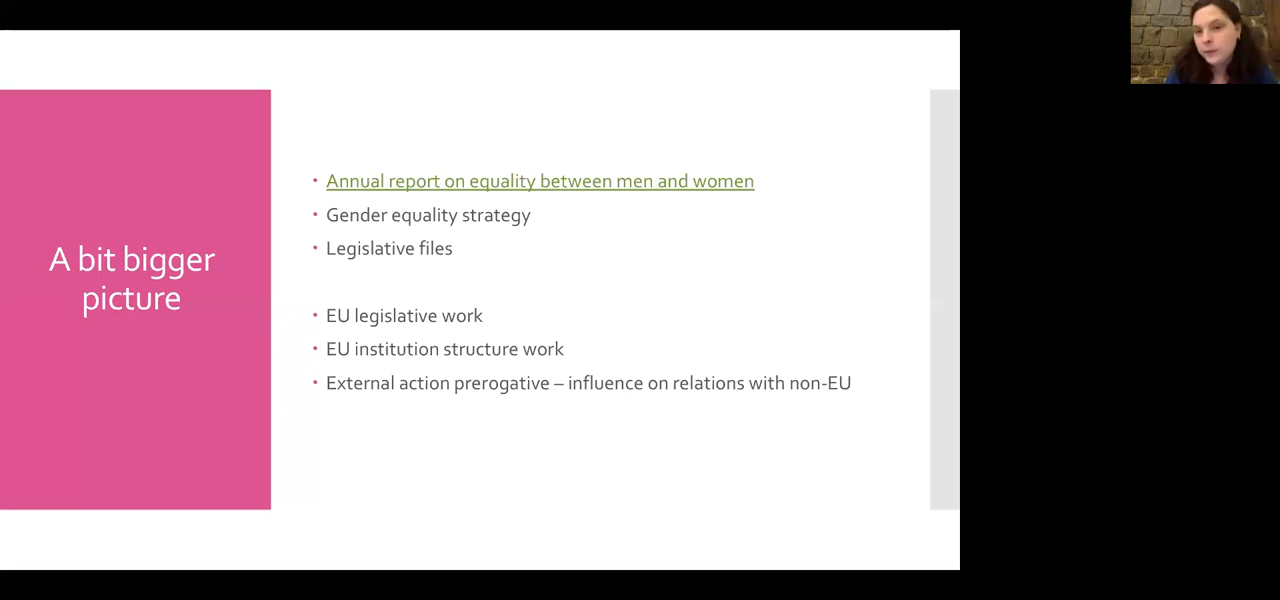 A bit bigger
picture
Annual report on equality between men and women
Gender equality strategy
Legislative files
EU legislative work
EU institution structure work
External action prerogative – influence on relations with non-EU